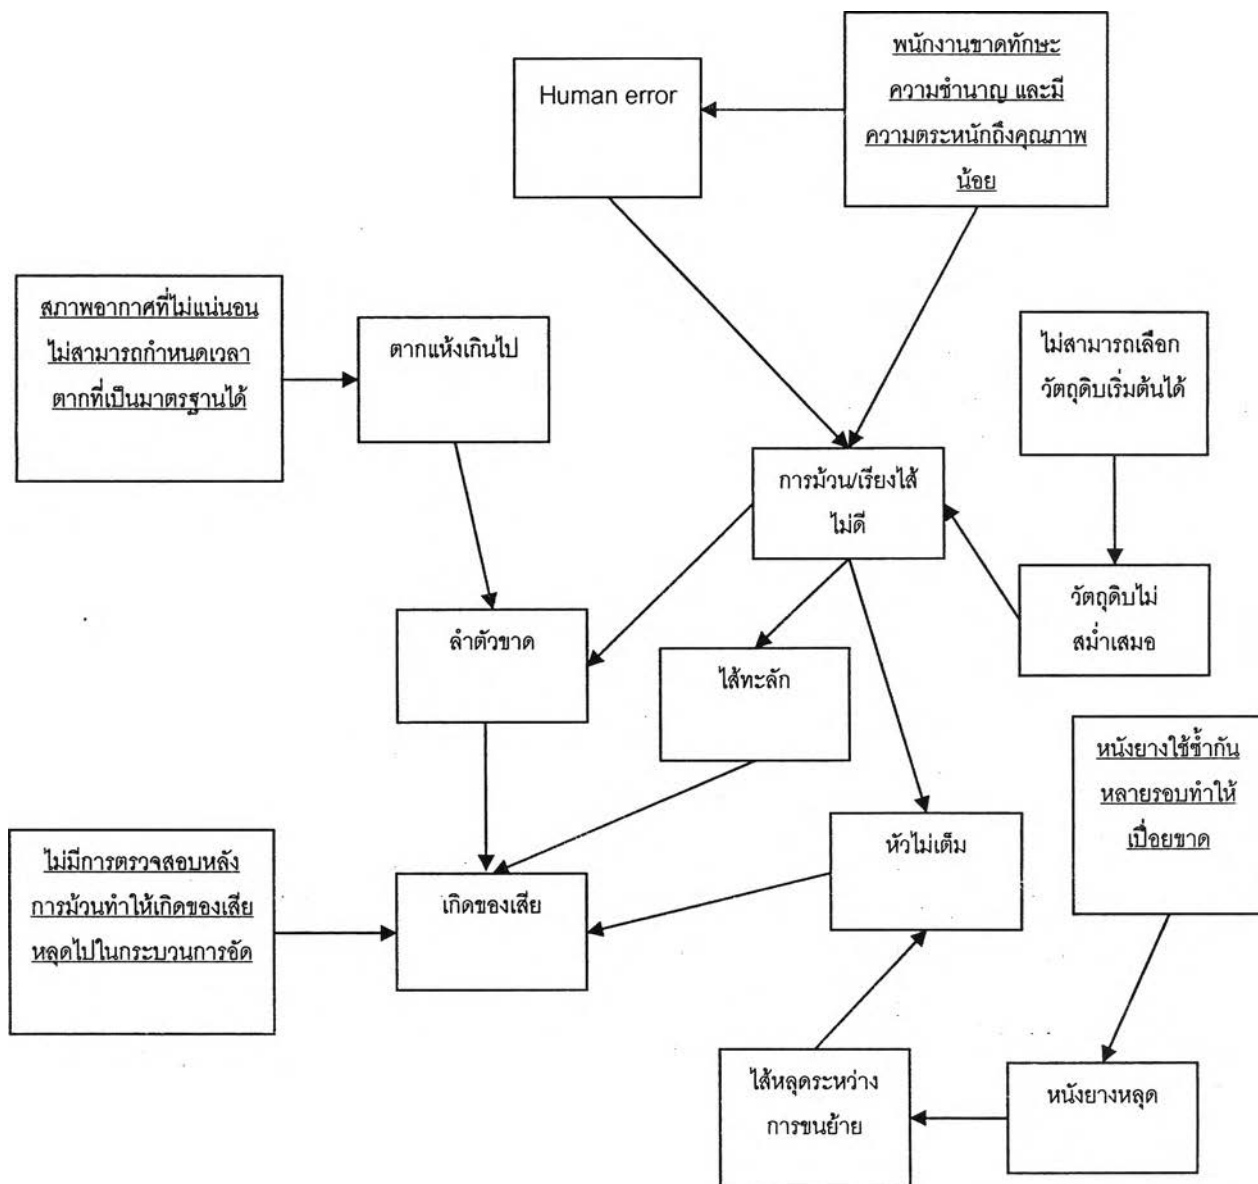 พนักงานขาดทักษะ
ความชำนาญ และมี
ความตระหนักถึงคุณภาพ
น้อย
Human error
สภาพอากาศที่ไม่แน่นอน
ไม่สามารถกำหนดเวลา
ตากที่เป็นมาตรฐานได้
ตากแห้งเกินไป
ไม่สามารถเลือก
วัตถุดิบเริ่มต้นได้
การม้วน/เรียงไส้
ไม่ดี
วัตถุดิบไม่
สม่ำเสมอ
ลำตัวขาด
ไส้ทะลัก
หนังยางใช้ซ้ำกัน
หลายรอบทำให้
เปื่อยขาด
หัวไม่เต็ม
ไม่มีการตรวจสอบหลัง
การม้วนทำให้เกิดของเสีย
หลุดไปในกระบวนการอัด
เกิดของเสีย
ไส้หลุดระหว่าง
การขนย้าย
หนังยางหลุด